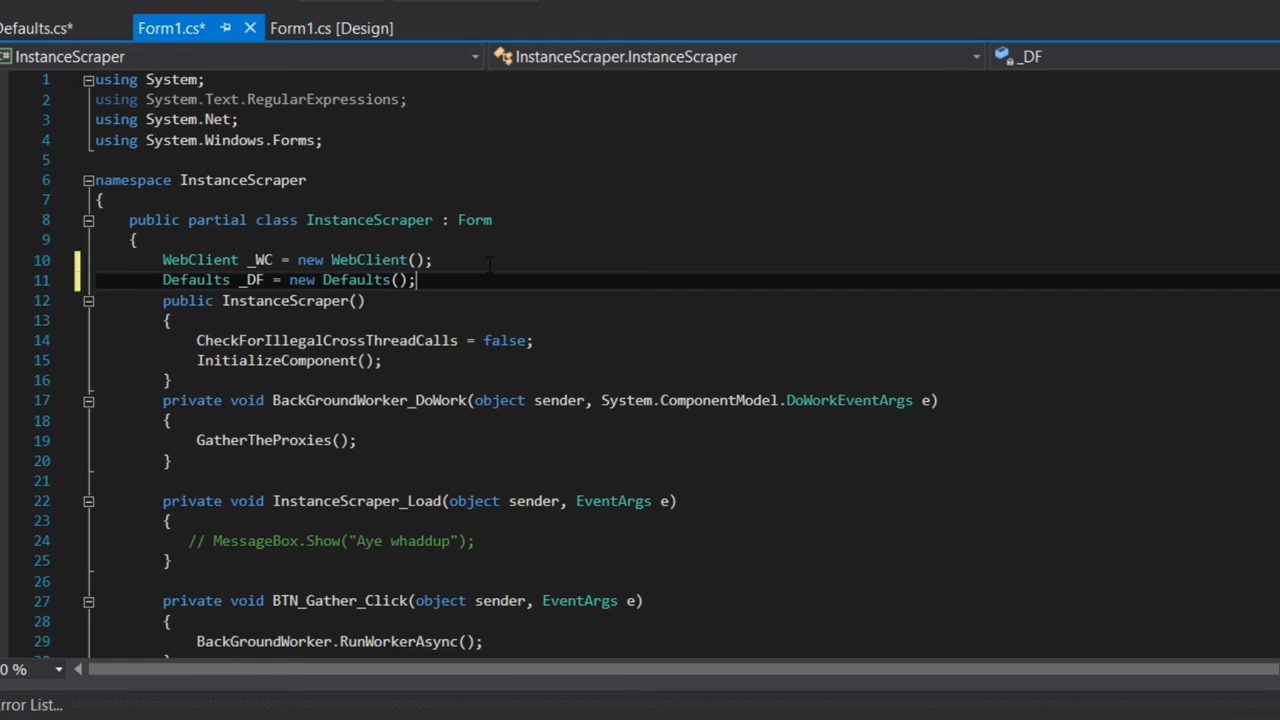 Defaults.cs* Form1.cs* Form1.cs [Design]
InstanceScraper InstanceScraper.InstanceScraper _DF
1 using System;
2 using System.Text.RegularExpressions;
3 using System.Net;
4 using System.Windows.Forms;
5
6 namespace InstanceScraper
7 {
8 public partial class InstanceScraper : Form
9 {
10 WebClient _WC = new WebClient();
11 Defaults _DF = new Defaults();
12 public InstanceScraper()
13 {
14 CheckForIllegalCrossThreadCalls = false;
15 InitializeComponent();
16 }
17 private void BackGroundWorker_DoWork(object sender, System.ComponentModel.DoWorkEventArgs e)
18 {
19 GatherTheProxies();
20 }
21
22 private void InstanceScraper_Load(object sender, EventArgs e)
23 {
24 // MessageBox.Show("Aye whaddup");
25 }
26
27 private void BTN_Gather_Click(object sender, EventArgs e)
28 {
29 BackGroundWorker.RunWorkerAsync();
0 %
rror List...